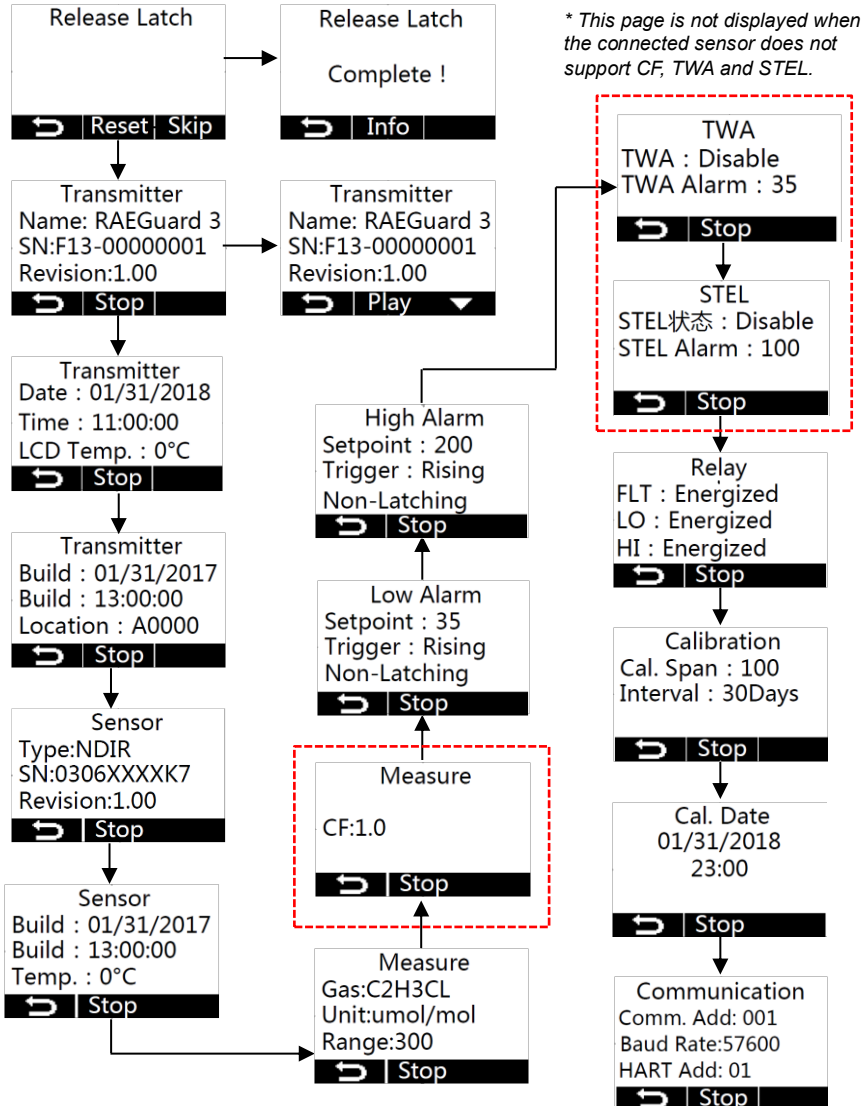 Release Latch
Reset Skip
Release Latch
Complete !
Info
* This page is not displayed when
the connected sensor does not
support CF, TWA and STEL.
Transmitter
Name: RAEGuard 3
SN:F13-00000001
Revision:1.00
Stop
Transmitter
Name: RAEGuard 3
SN:F13-00000001
Revision:1.00
Play
Transmitter
Date : 01/31/2018
Time : 11:00:00
LCD Temp. : 0°C
Stop
Transmitter
Build : 01/31/2017
Build : 13:00:00
Location : A0000
Stop
Sensor
Type:NDIR
SN:0306XXXXK7
Revision:1.00
Stop
Sensor
Build : 01/31/2017
Build : 13:00:00
Temp. : 0°C
Stop
Measure
Gas:C2H3CL
Unit:umol/mol
Range:300
Stop
Measure
CF:1.0
Stop
Low Alarm
Setpoint : 35
Trigger : Rising
Non-Latching
Stop
High Alarm
Setpoint : 200
Trigger : Rising
Non-Latching
Stop
TWA
TWA : Disable
TWA Alarm : 35
Stop
STEL
STEL状态 : Disable
STEL Alarm : 100
Stop
Relay
FLT : Energized
LO : Energized
HI : Energized
Stop
Calibration
Cal. Span : 100
Interval : 30Days
Stop
Cal. Date
01/31/2018
23:00
Stop
Communication
Comm. Add: 001
Baud Rate:57600
HART Add: 01
Stop